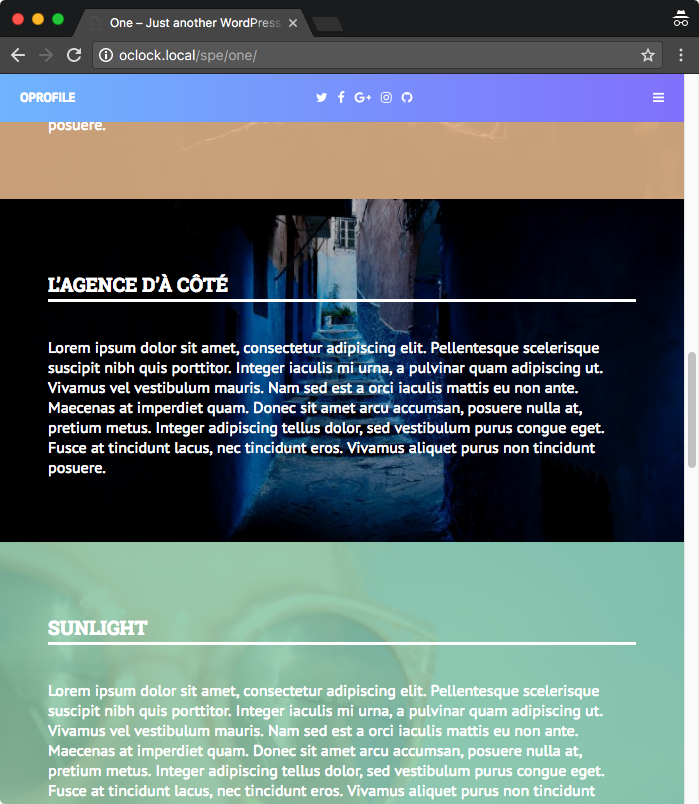 One – Just another WordPress
oclock.local/spe/one/
OPROFILE
posuere.
L'AGENCE D'À CÔTÉ
Lorem ipsum dolor sit amet, consectetur adipiscing elit. Pellentesque scelerisque
suscipit nibh quis porttitor. Integer iaculis mi urna, a pulvinar quam adipiscing ut.
Vivamus vel vestibulum mauris. Nam sed est a orci iaculis mattis eu non ante.
Maecenas at imperdiet quam. Donec sit amet arcu accumsan, posuere nulla at,
pretium metus. Integer adipiscing tellus dolor, sed vestibulum purus congue eget.
Fusce at tincidunt lacus, nec tincidunt eros. Vivamus aliquet purus non tincidunt
posuere.
SUNLIGHT
Lorem ipsum dolor sit amet, consectetur adipiscing elit. Pellentesque scelerisque
suscipit nibh quis porttitor. Integer iaculis mi urna, a pulvinar quam adipiscing ut.
Vivamus vel vestibulum mauris. Nam sed est a orci iaculis mattis eu non ante.
Maecenas at imperdiet quam. Donec sit amet arcu accumsan, posuere nulla at,
pretium metus. Integer adipiscing tellus dolor, sed vestibulum purus congue eget.
Fusce at tincidunt lacus, nec tincidunt eros. Vivamus aliquet purus non tincidunt